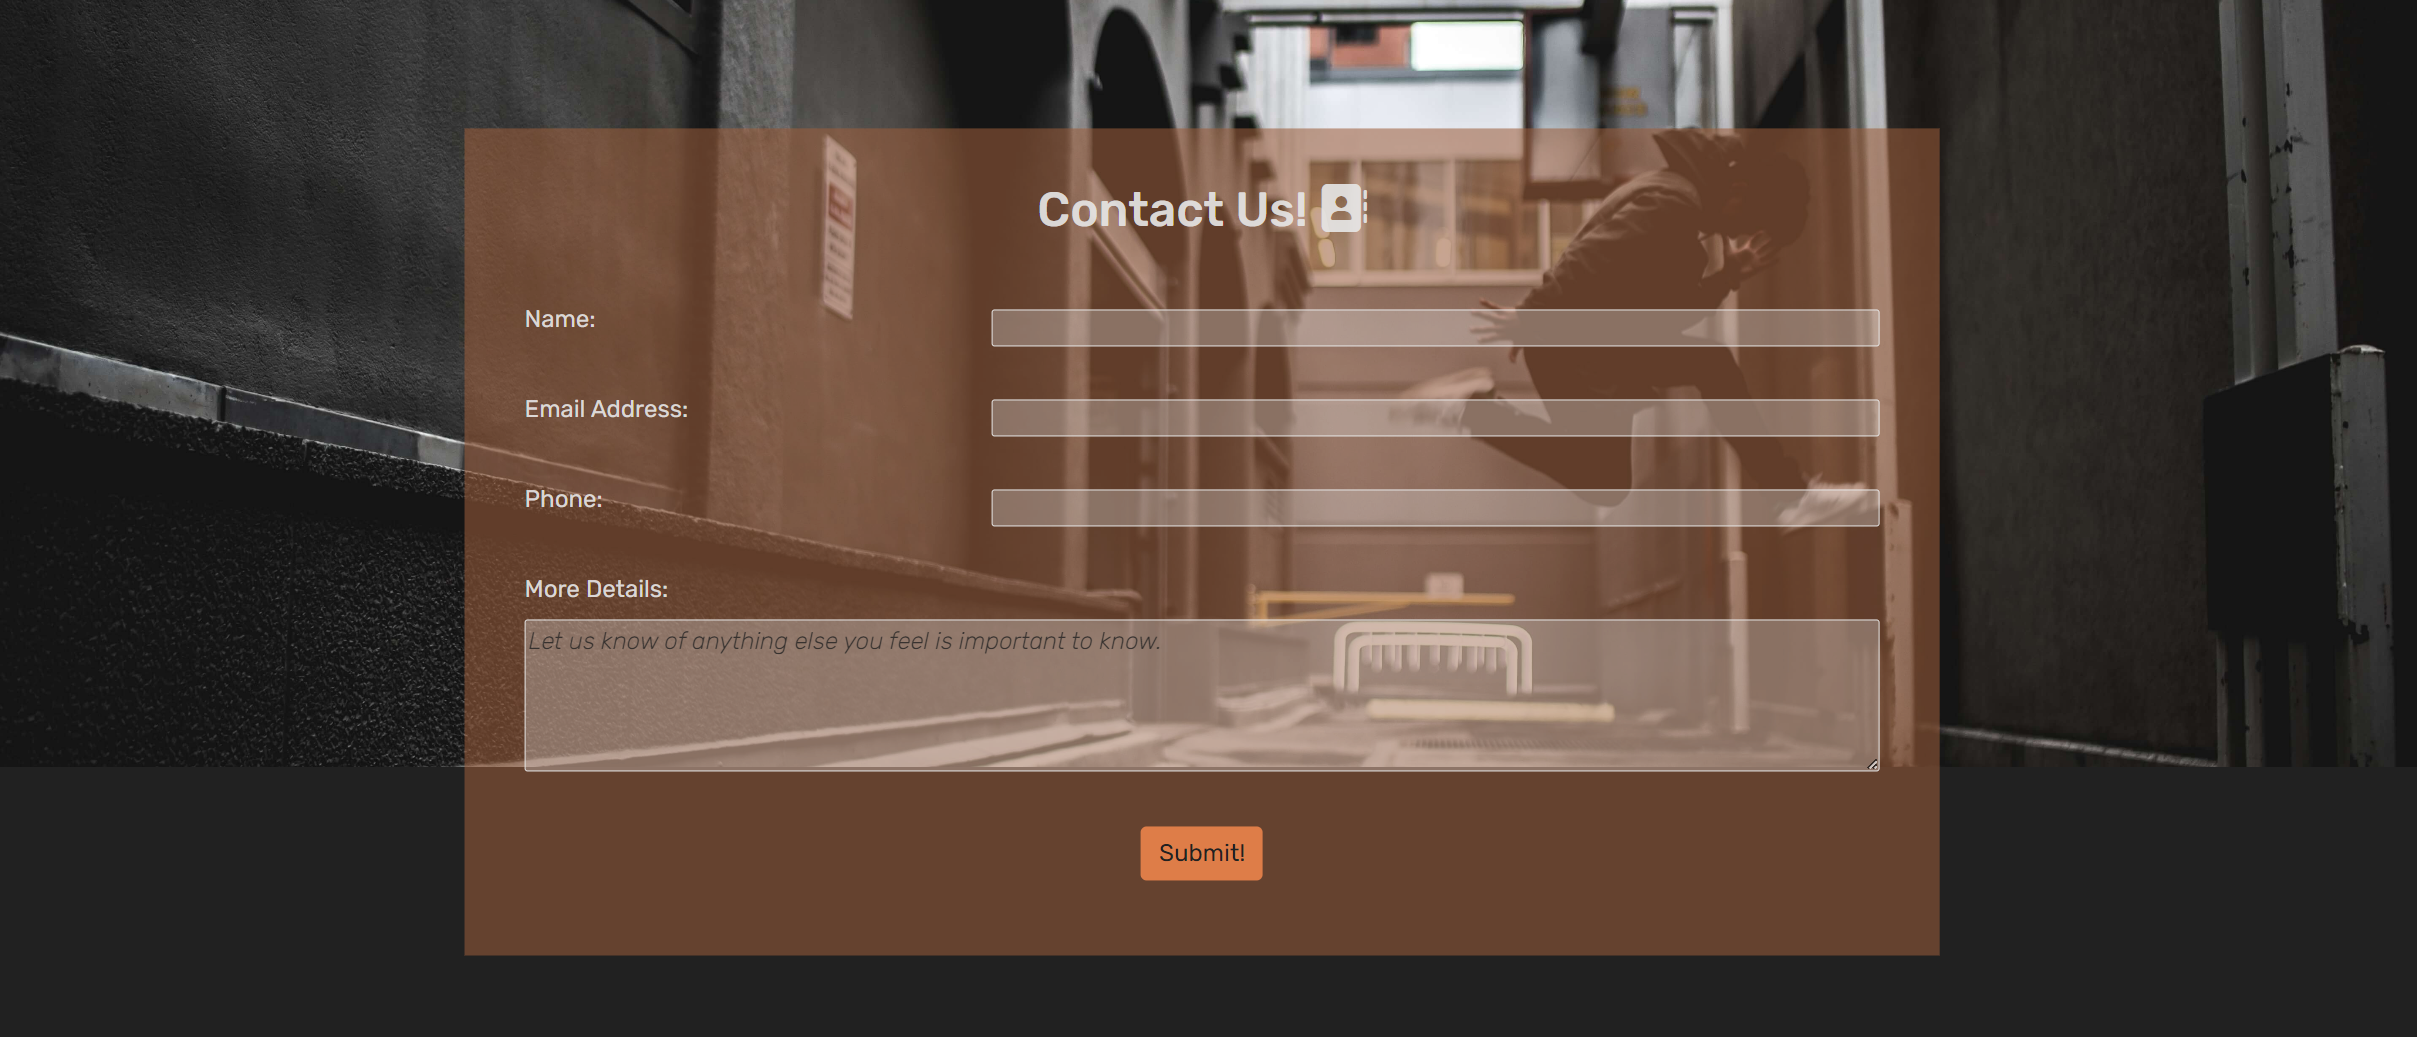 Contact Us!
Name:
Email Address:
Phone:
More Details:
Let us know of anything else you feel is important to know.
Submit!